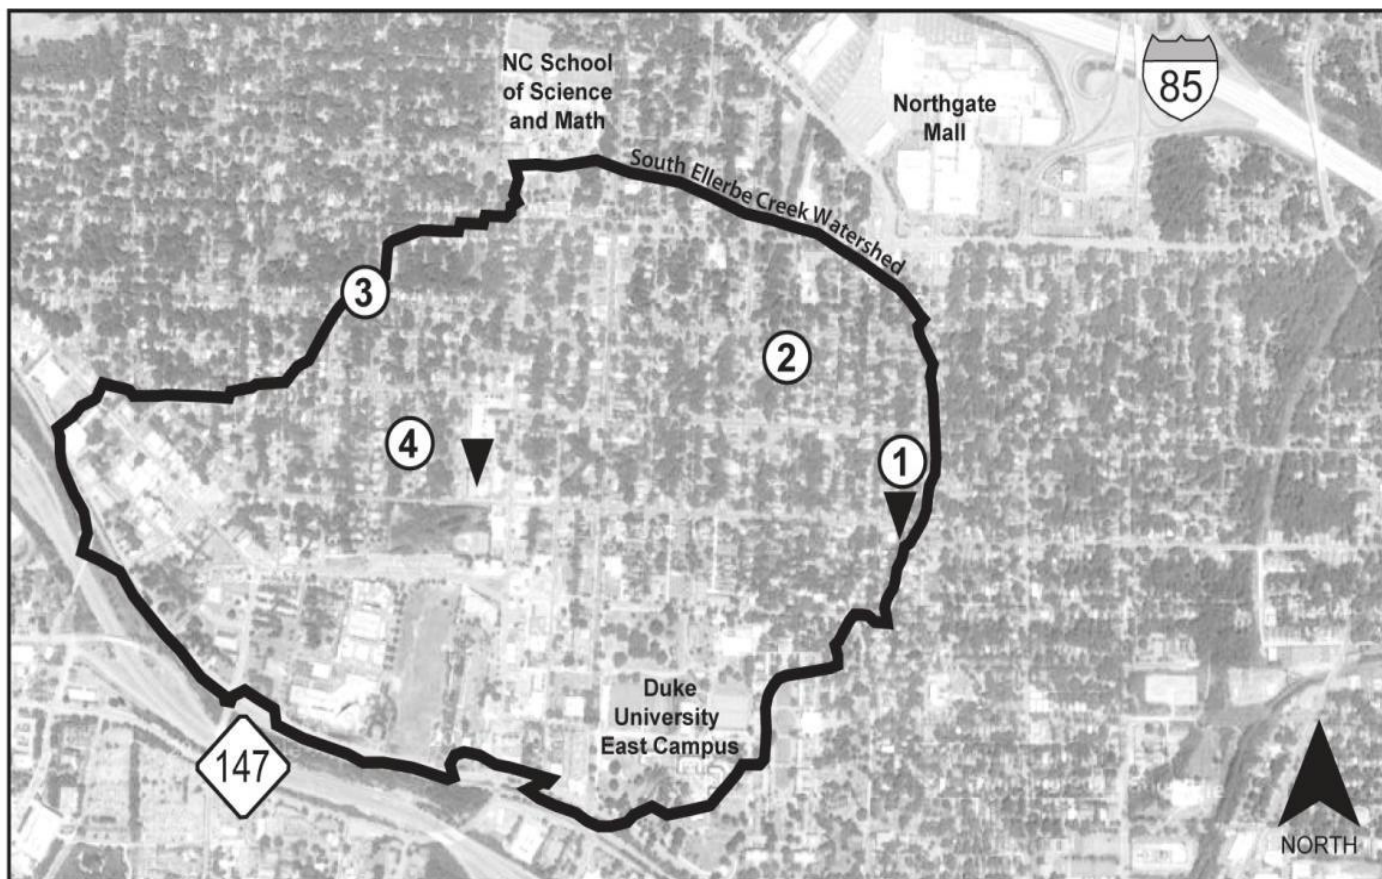 NC School
of Science
and Math
Northgate
Mall
85
South Ellerbe Creek Watershed
3
2
4
1
Duke
University
East Campus
147
NORTH